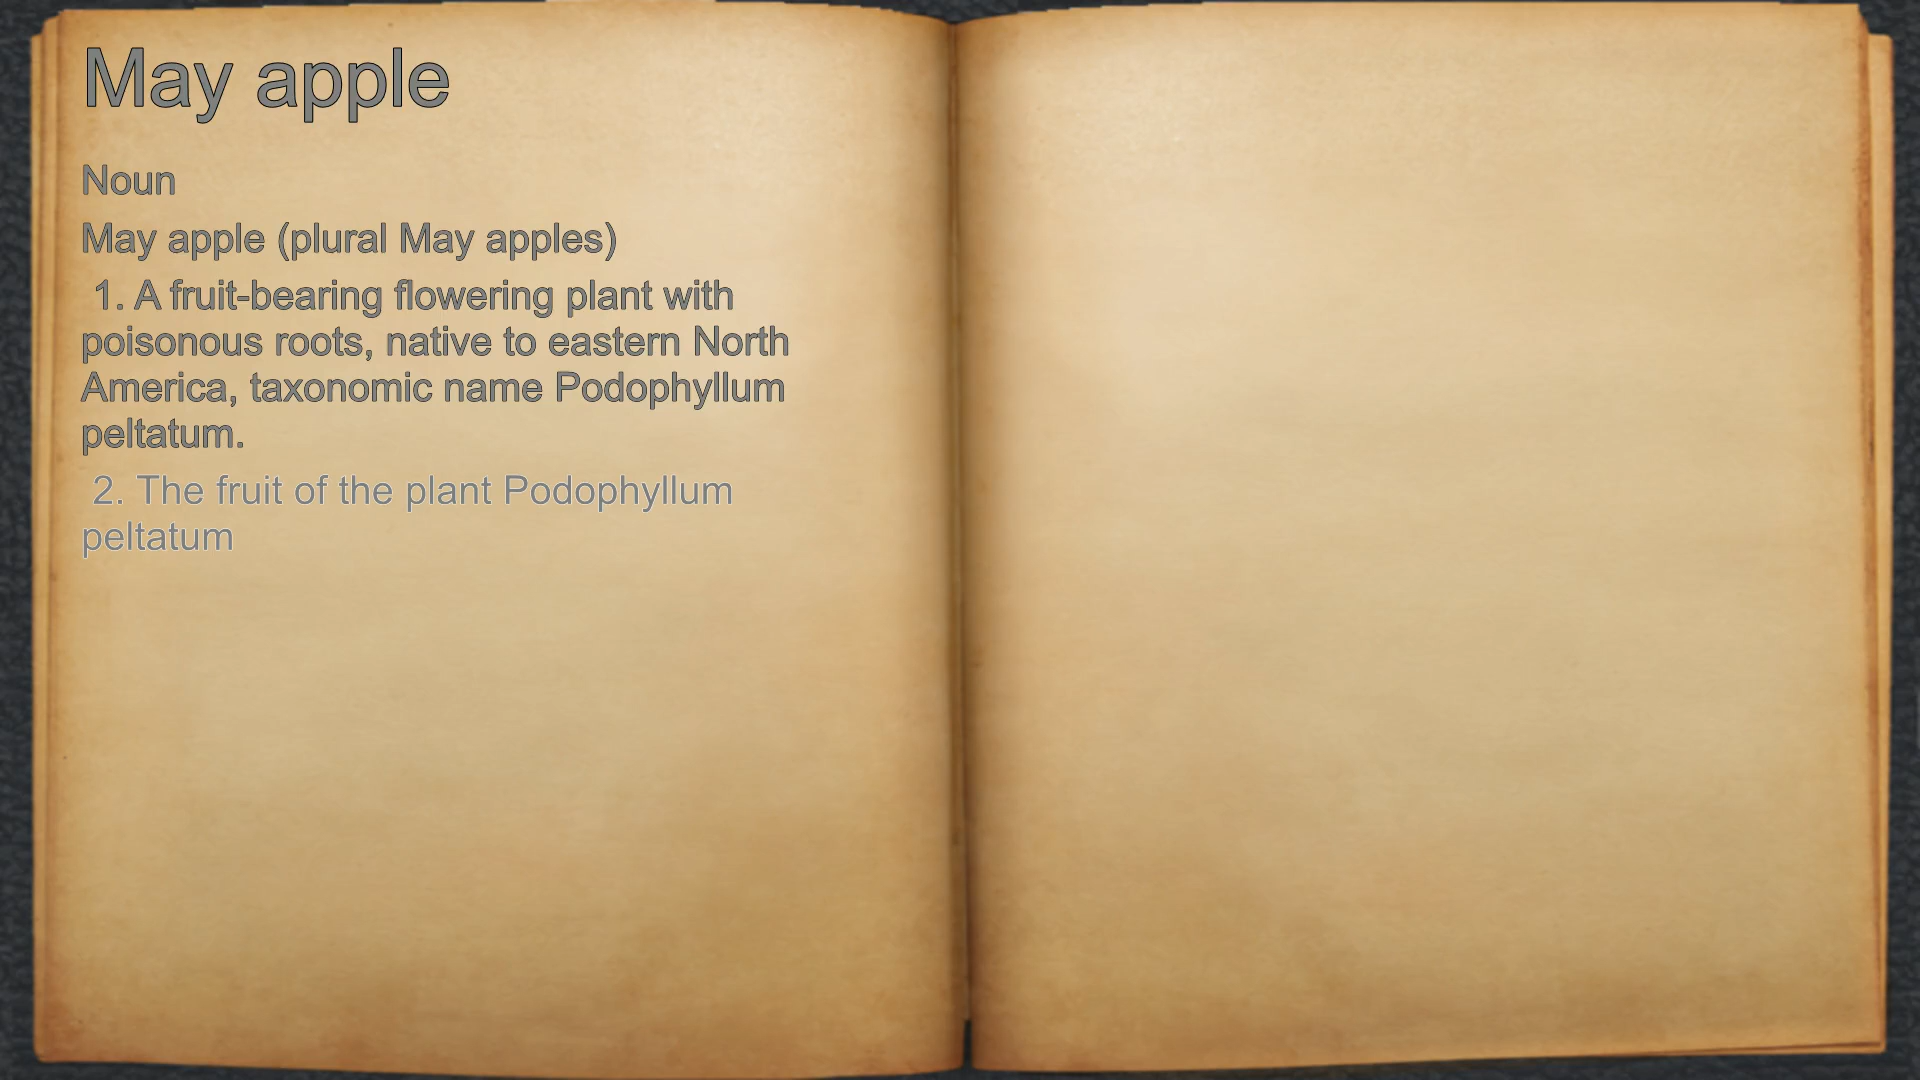 May apple
Noun
May apple (plural May apples)
1. A fruit-bearing flowering plant with
poisonous roots, native to eastern North
America, taxonomic name Podophyllum
peltatum.
2. The fruit of the plant Podophyllum
peltatum